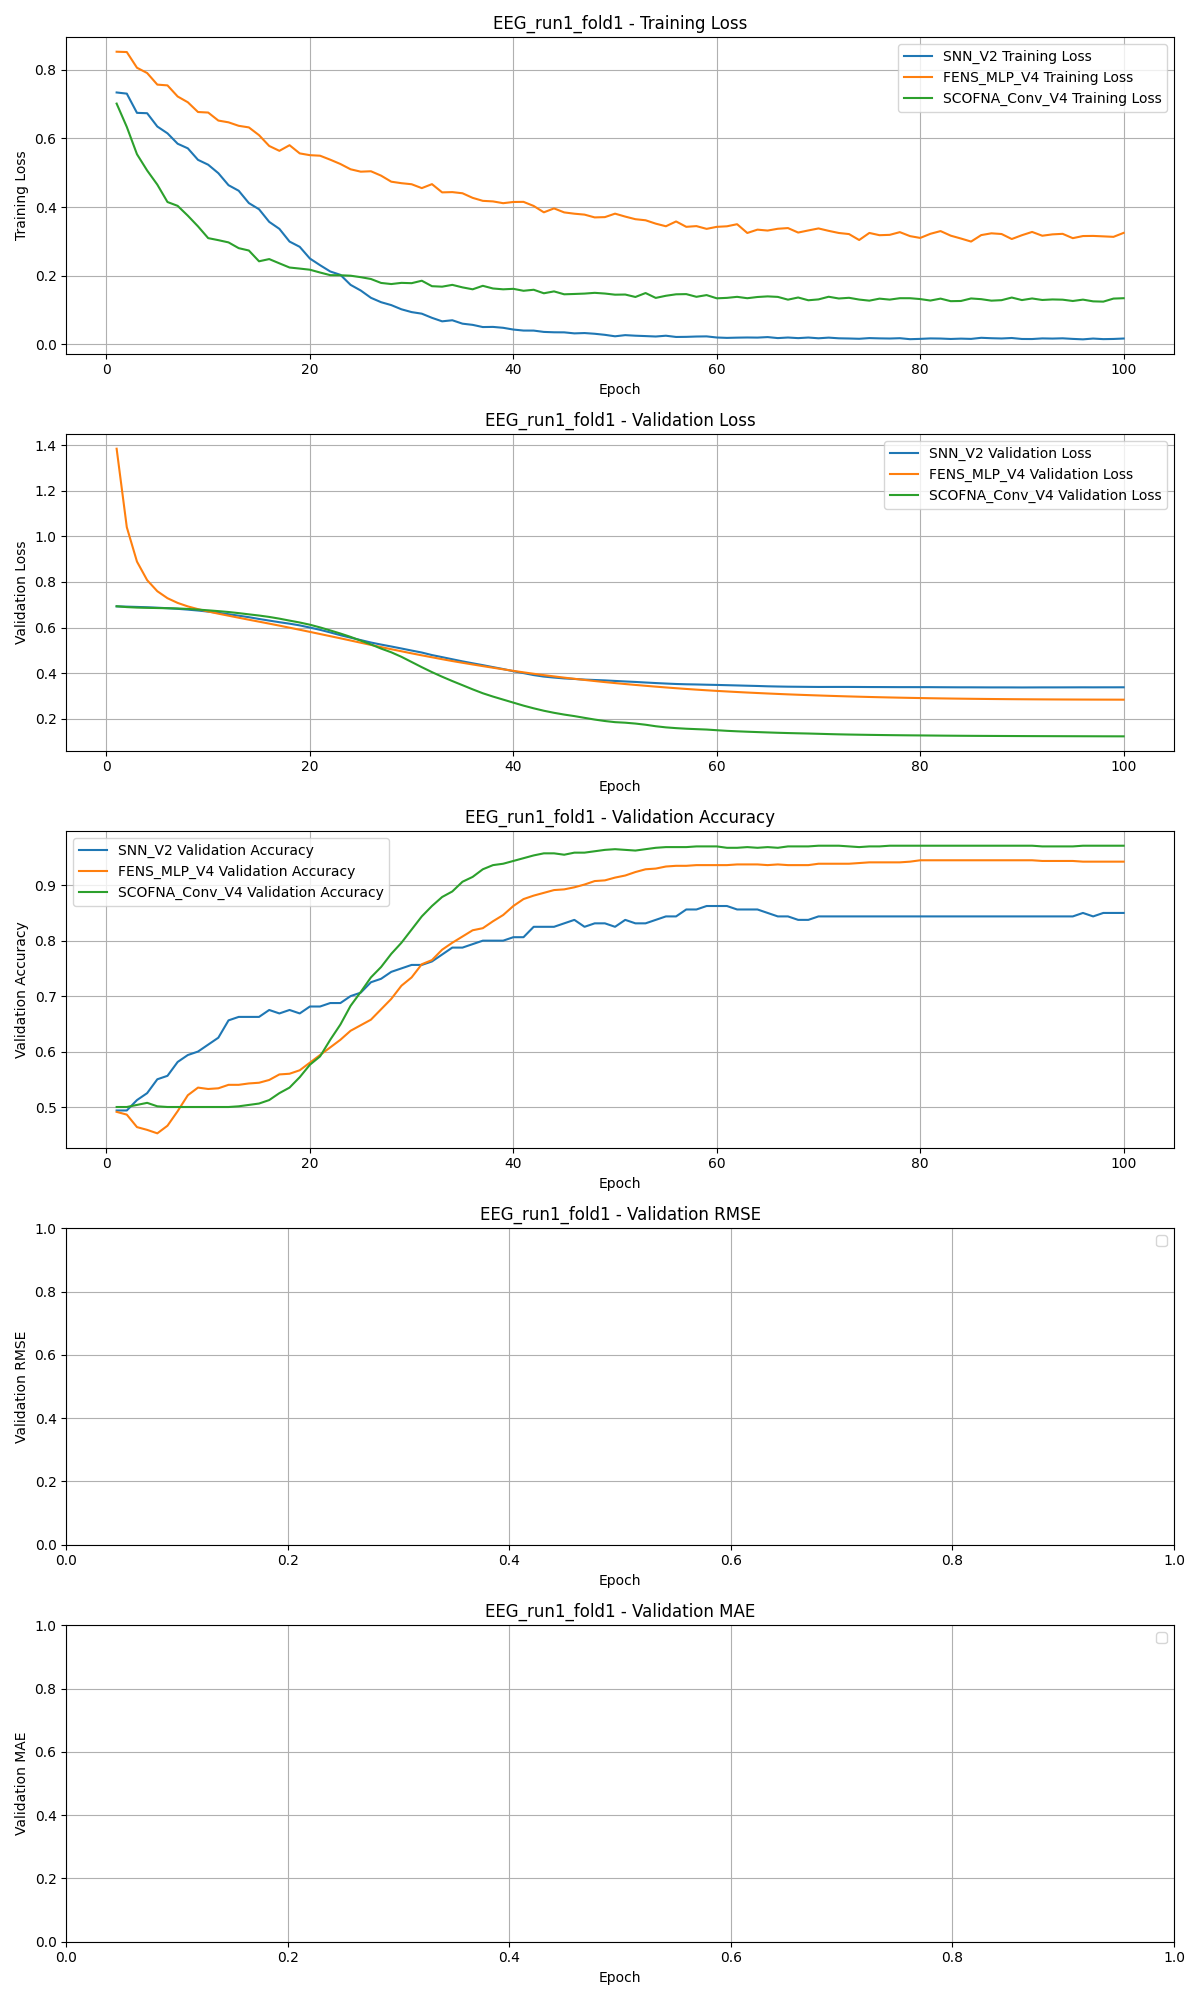 EEG_run1_fold1 - Training Loss
SNN_V2 Training Loss
FENS_MLP_V4 Training Loss
SCOFNA_Conv_V4 Training Loss
Training Loss
0.8
0.6
0.4
0.2
0.0
0 20 40 60 80 100
Epoch
EEG_run1_fold1 - Validation Loss
SNN_V2 Validation Loss
FENS_MLP_V4 Validation Loss
SCOFNA_Conv_V4 Validation Loss
Validation Loss
1.4
1.2
1.0
0.8
0.6
0.4
0.2
0 20 40 60 80 100
Epoch
EEG_run1_fold1 - Validation Accuracy
SNN_V2 Validation Accuracy
FENS_MLP_V4 Validation Accuracy
SCOFNA_Conv_V4 Validation Accuracy
Validation Accuracy
0.9
0.8
0.7
0.6
0.5
0 20 40 60 80 100
Epoch
EEG_run1_fold1 - Validation RMSE
Validation RMSE
1.0
0.8
0.6
0.4
0.2
0.0
0.0 0.2 0.4 0.6 0.8 1.0
Epoch
EEG_run1_fold1 - Validation MAE
Validation MAE
1.0
0.8
0.6
0.4
0.2
0.0
0.0 0.2 0.4 0.6 0.8 1.0
Epoch